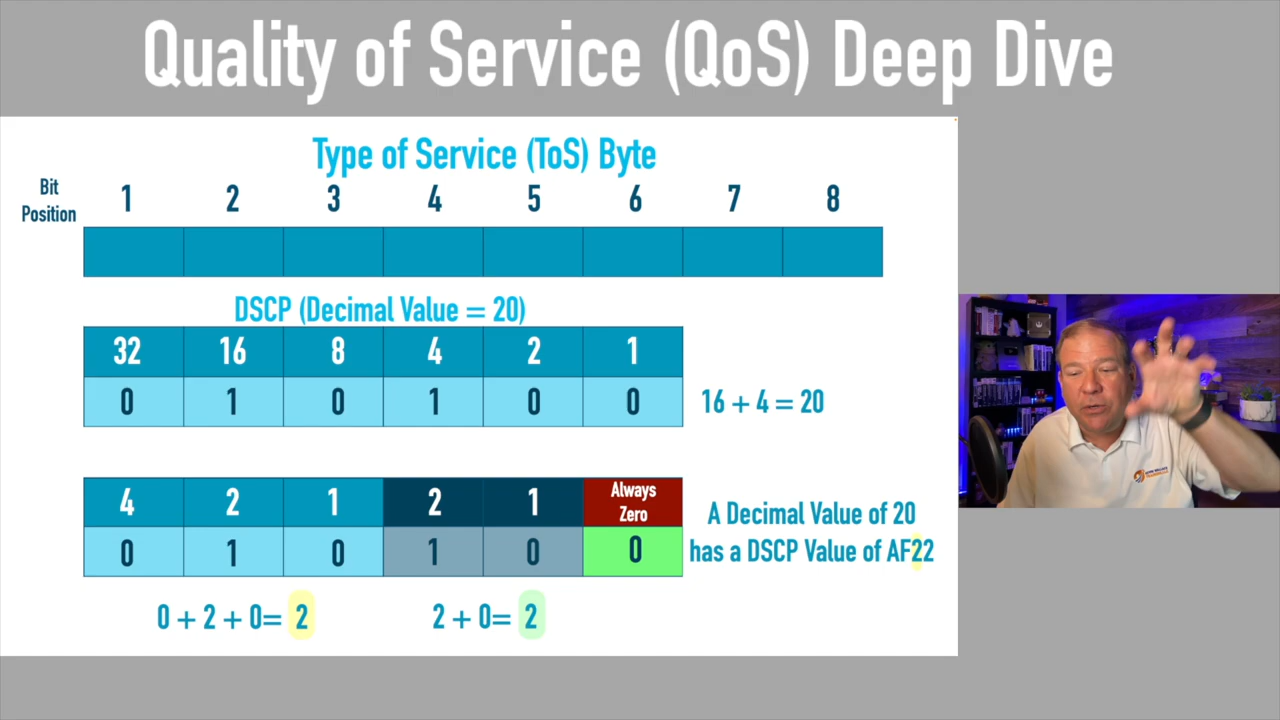 Quality of Service (QoS) Deep Dive
Type of Service (ToS) Byte
Bit
Position
1 2 3 4 5 6 7 8
DSCP (Decimal Value = 20)
32 16 8 4 2 1
0 1 0 1 0 0
16 + 4 = 20
4 2 1 2 1 Always
Zero
0 1 0 1 0 0
A Decimal Value of 20
has a DSCP Value of AF22
0 + 2 + 0= 2
2 + 0= 2